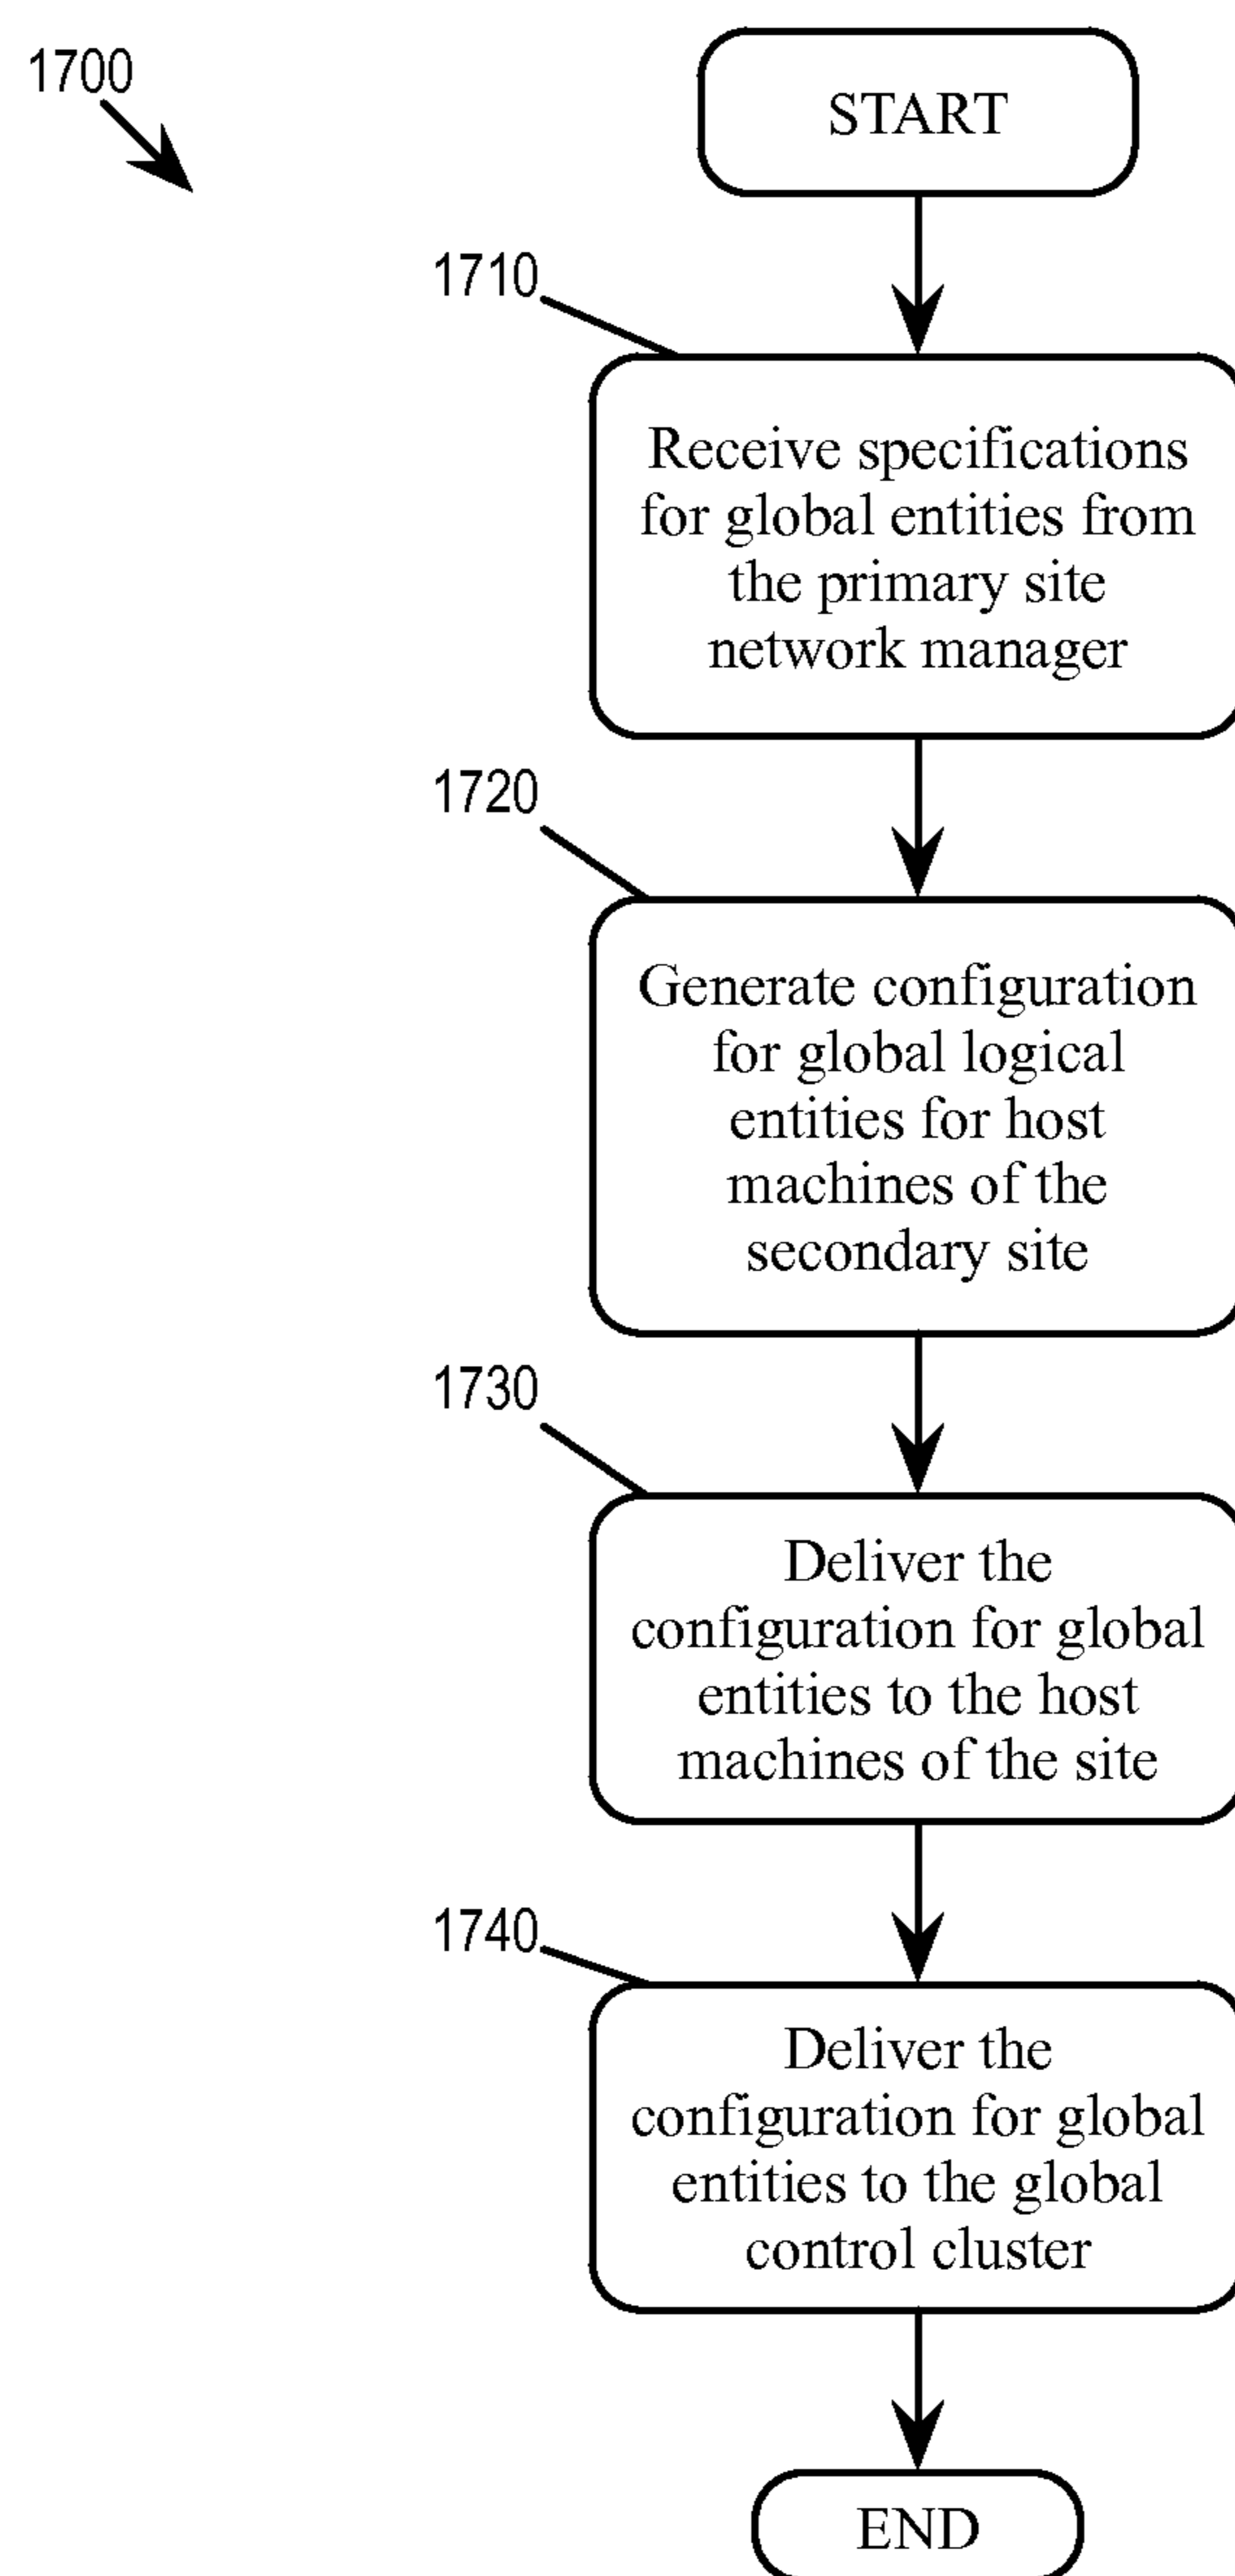 1700
START
1710
Receive specifications
for global entities from
the primary site
network manager
1720
Generate configuration
for global logical
entities for host
machines of the
secondary site
1730
Deliver the
configuration for global
entities to the host
machines of the site
1740
Deliver the
configuration for global
entities to the global
control cluster
END